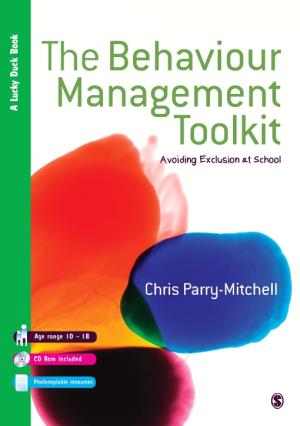 A Lucky Duck Book
The Behaviour
Management
Toolkit
Avoiding Exclusion at School
Chris Parry-Mitchell
Age range 10 - 18
CD Rom included
Photocopiable resources
S